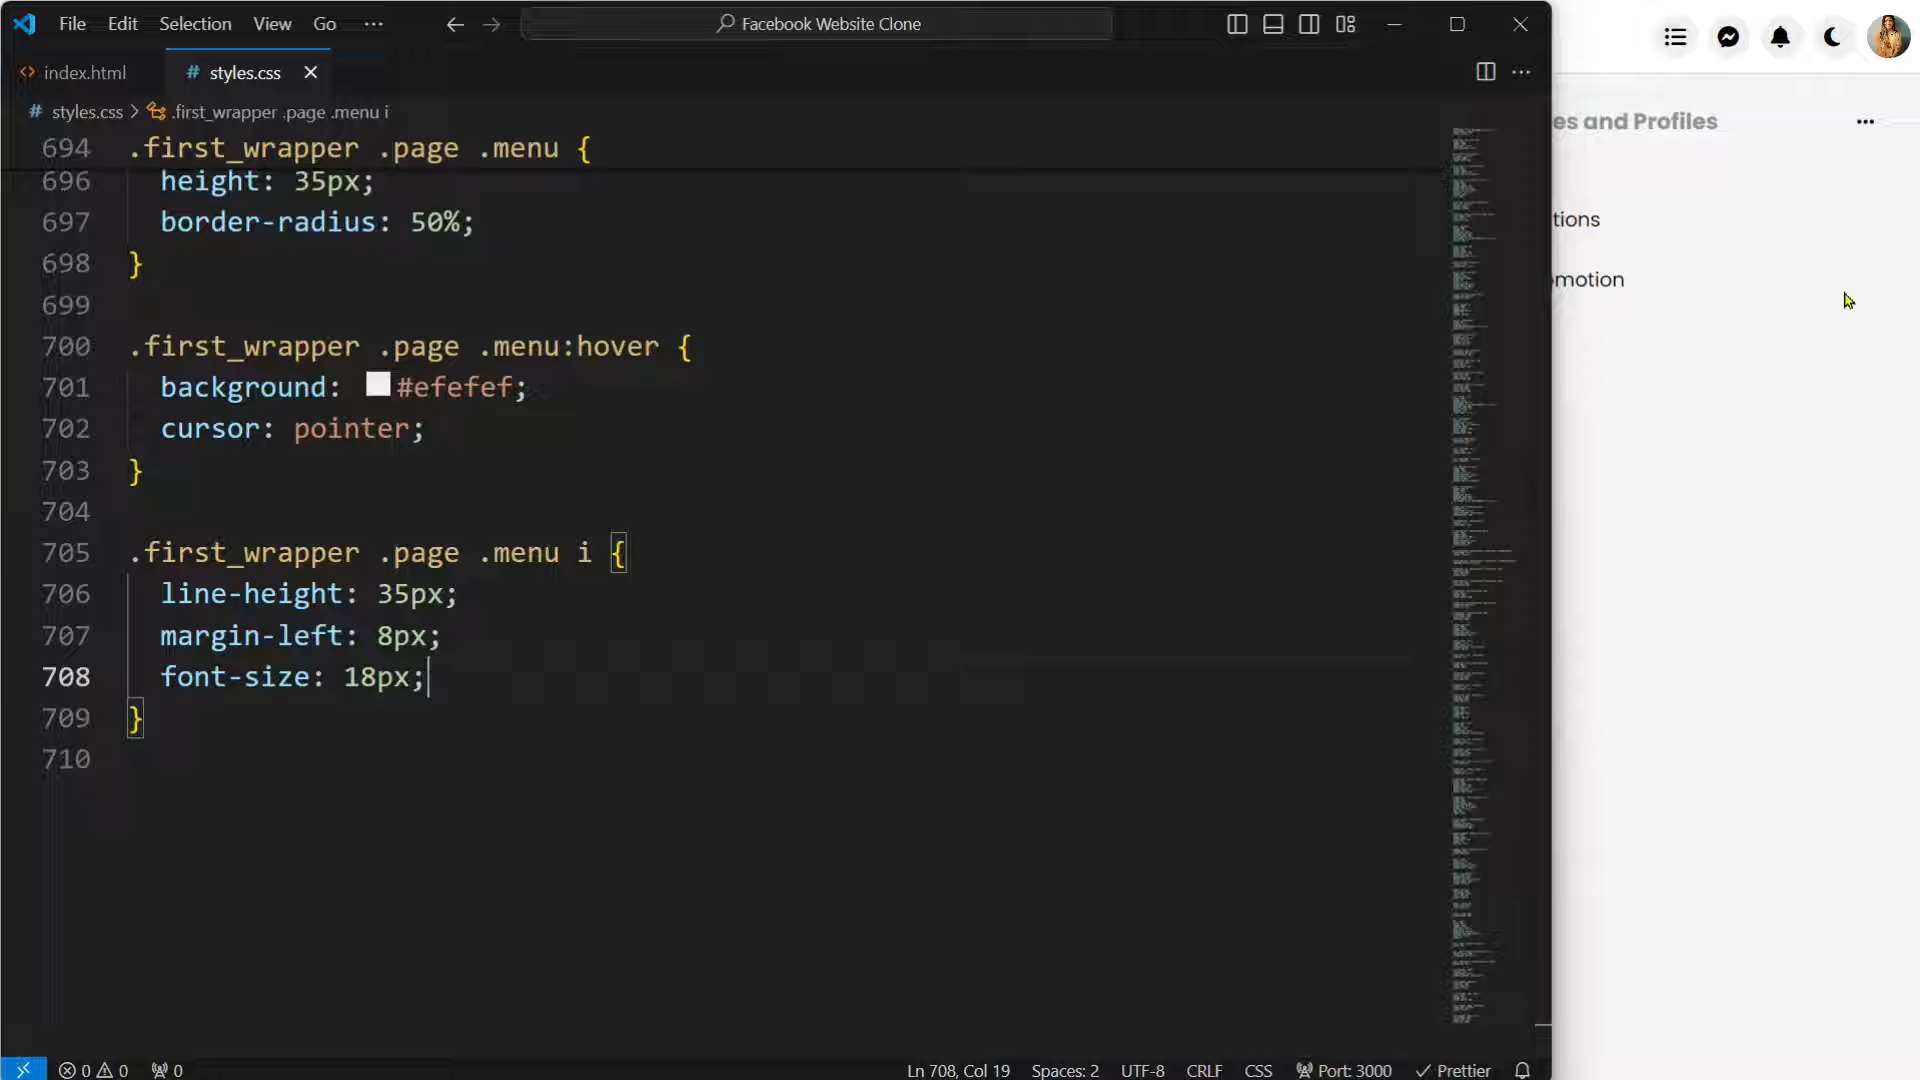 File Edit Selection View Go ··· Facebook Website Clone
index.html # styles.css
# styles.css > .first_wrapper .page .menu i
694 .first_wrapper .page .menu {
696 height: 35px;
697 border-radius: 50%;
698 }
699
700 .first_wrapper .page .menu:hover {
701 background: #efefef;
702 cursor: pointer;
703 }
704
705 .first_wrapper .page .menu i {
706 line-height: 35px;
707 margin-left: 8px;
708 font-size: 18px;
709 }
710
es and Profiles ···
tions
motion
0 0 0 Ln 708, Col 19 Spaces: 2 UTF-8 CRLF CSS Port: 3000 Prettier